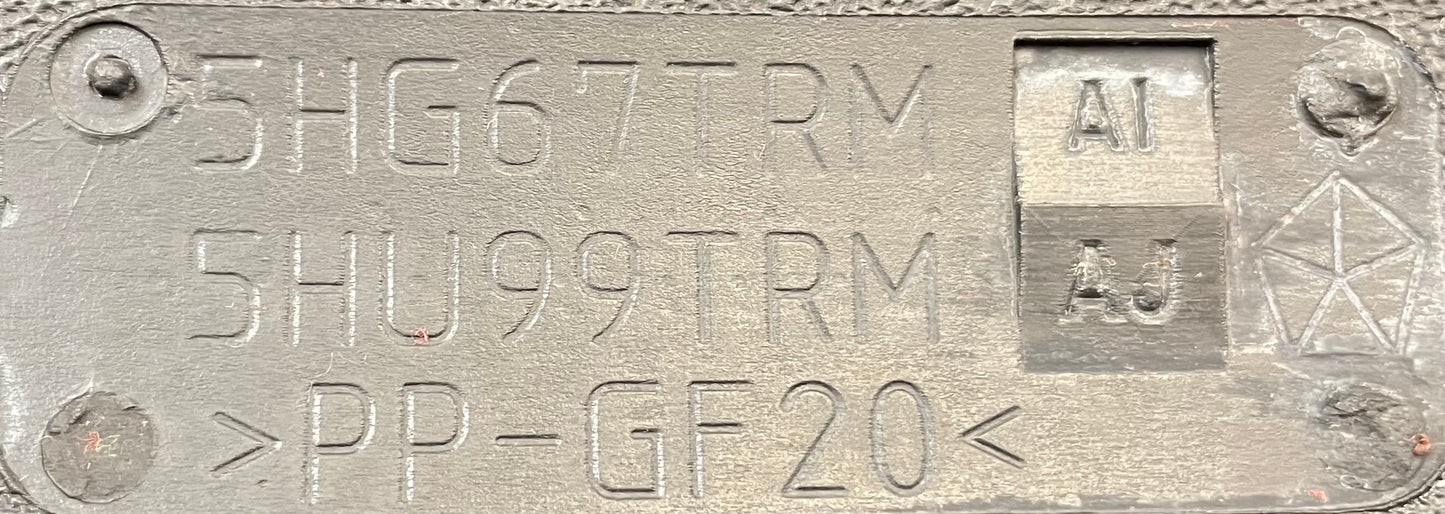 5HG67TRM AI
5HU99TRM AJ
>PP-GF20<